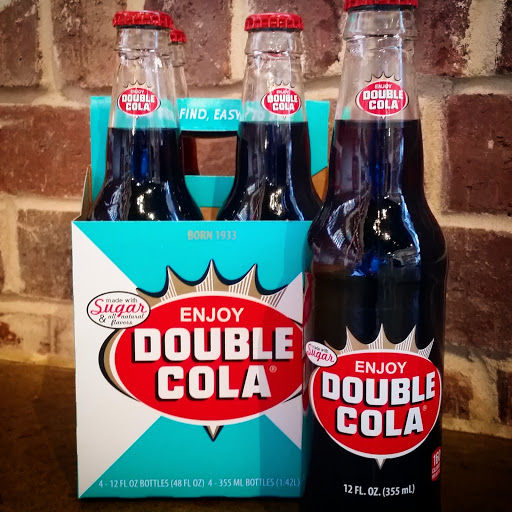 ENJOY
DOUBLE
COLA
ENJOY
DOUBLE
COLA
ENJOY
DOUBLE
COLA
FIND, EASY
BORN 1933
made with
Sugar
& all natural
flavors
ENJOY
DOUBLE
COLA®
4 - 12 FL OZ BOTTLES (48 FL OZ) 4 - 355 ML BOTTLES (1.42L)
made with
Sugar
ENJOY
DOUBLE
COLA®
12 FL. OZ. (355 mL)